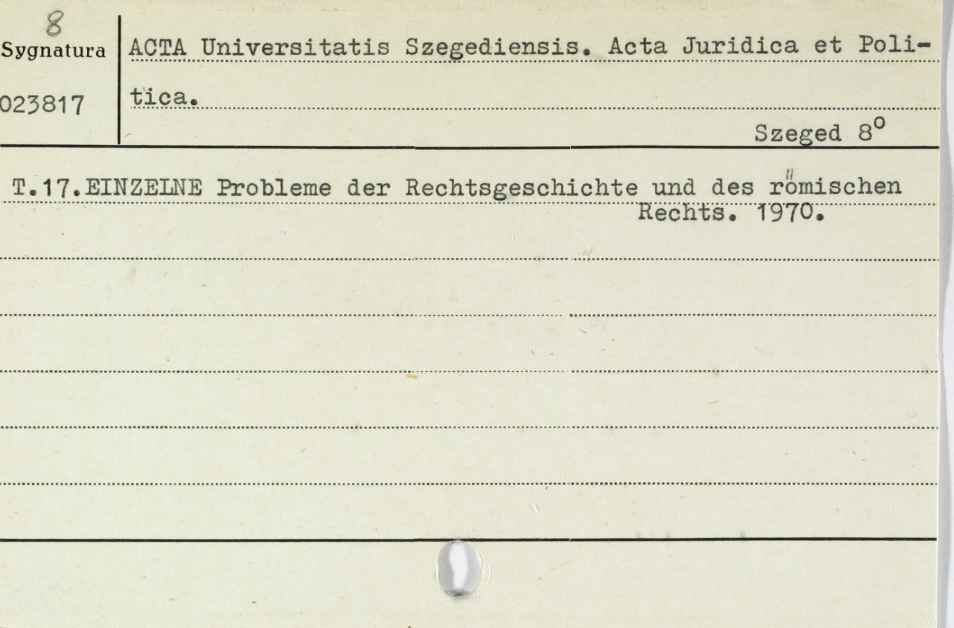 8
Sygnatura
023817
ACTA Universitatis Szegediensis. Acta Juridica et Poli-
tica.
Szeged 8⁰
T.17.EINZELNE Probleme der Rechtsgeschichte und des römischen
Rechts. 1970.